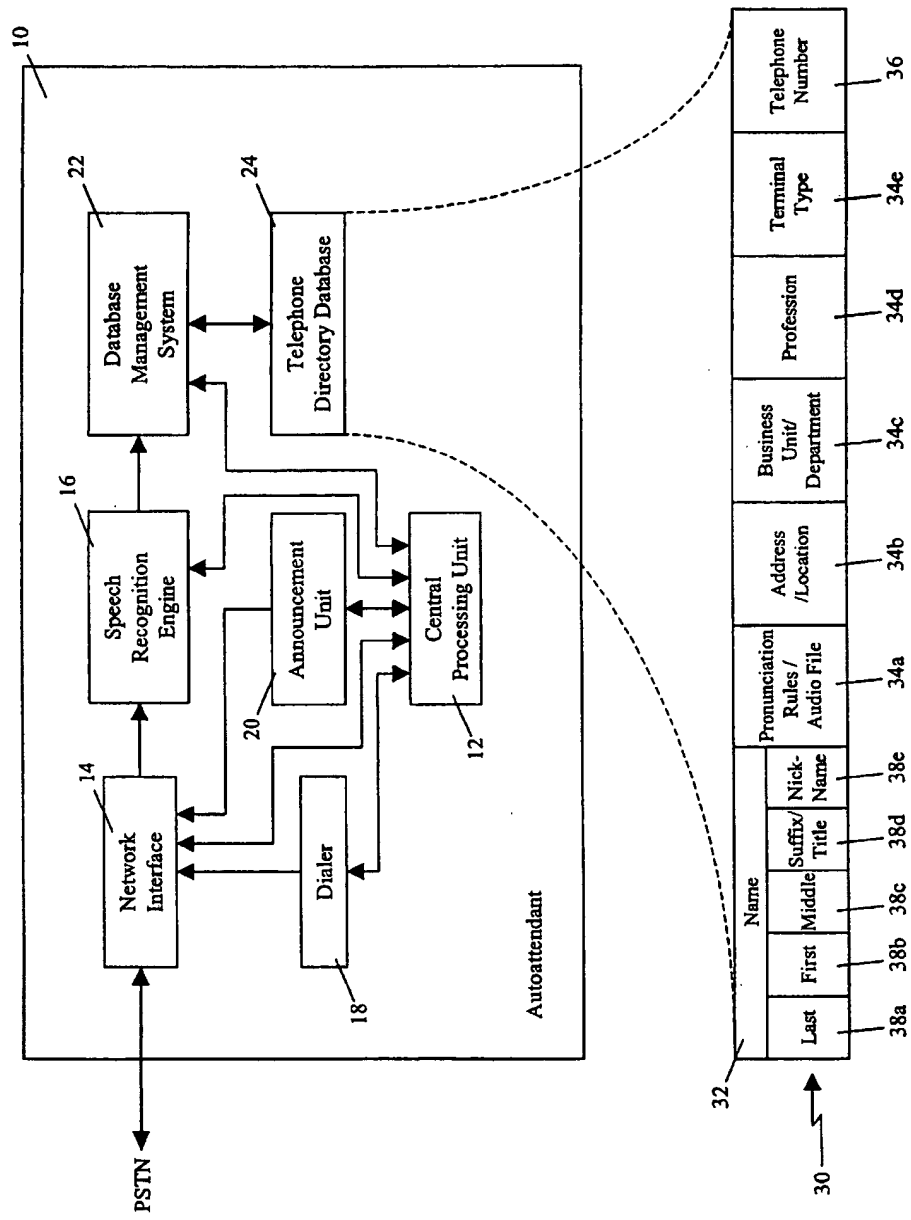 10
22
Database
Management
System
24
Telephone
Directory Database
16
Speech
Recognition
Engine
Announcement
Unit
20
Central
Processing Unit
12
14
Network
Interface
Dialer
18
Autoattendant
PSTN
32
Name
Last
First
Middle
Suffix/
Title
Nick-
Name
Pronunciation
Rules /
Audio File
Address
/Location
Business
Unit/
Department
Profession
Terminal
Type
Telephone
Number
30
38a
38b
38c
38d
38e
34a
34b
34c
34d
34e
36